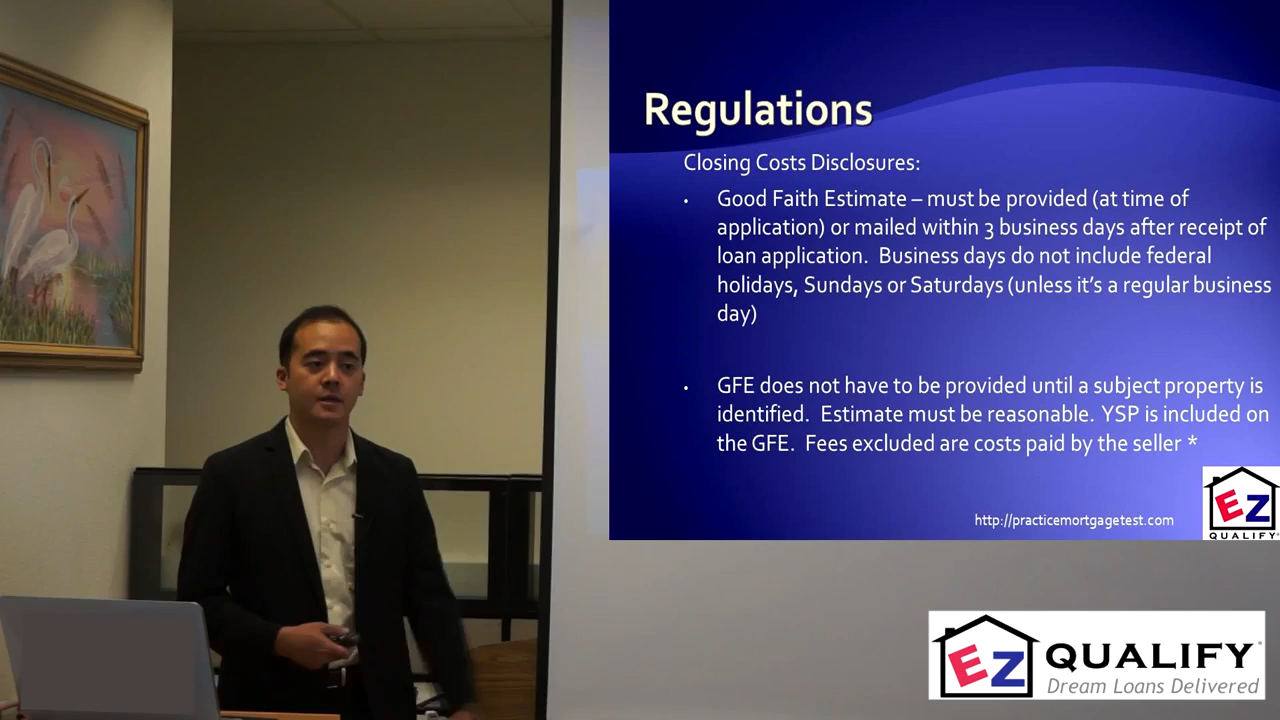 Regulations
Closing Costs Disclosures:
• Good Faith Estimate – must be provided (at time of
application) or mailed within 3 business days after receipt of
loan application. Business days do not include federal
holidays, Sundays or Saturdays (unless it's a regular business
day)
• GFE does not have to be provided until a subject property is
identified. Estimate must be reasonable. YSP is included on
the GFE. Fees excluded are costs paid by the seller *
http://practicemortgagetest.com
EZ
QUALIFY
EZ QUALIFY
Dream Loans Delivered